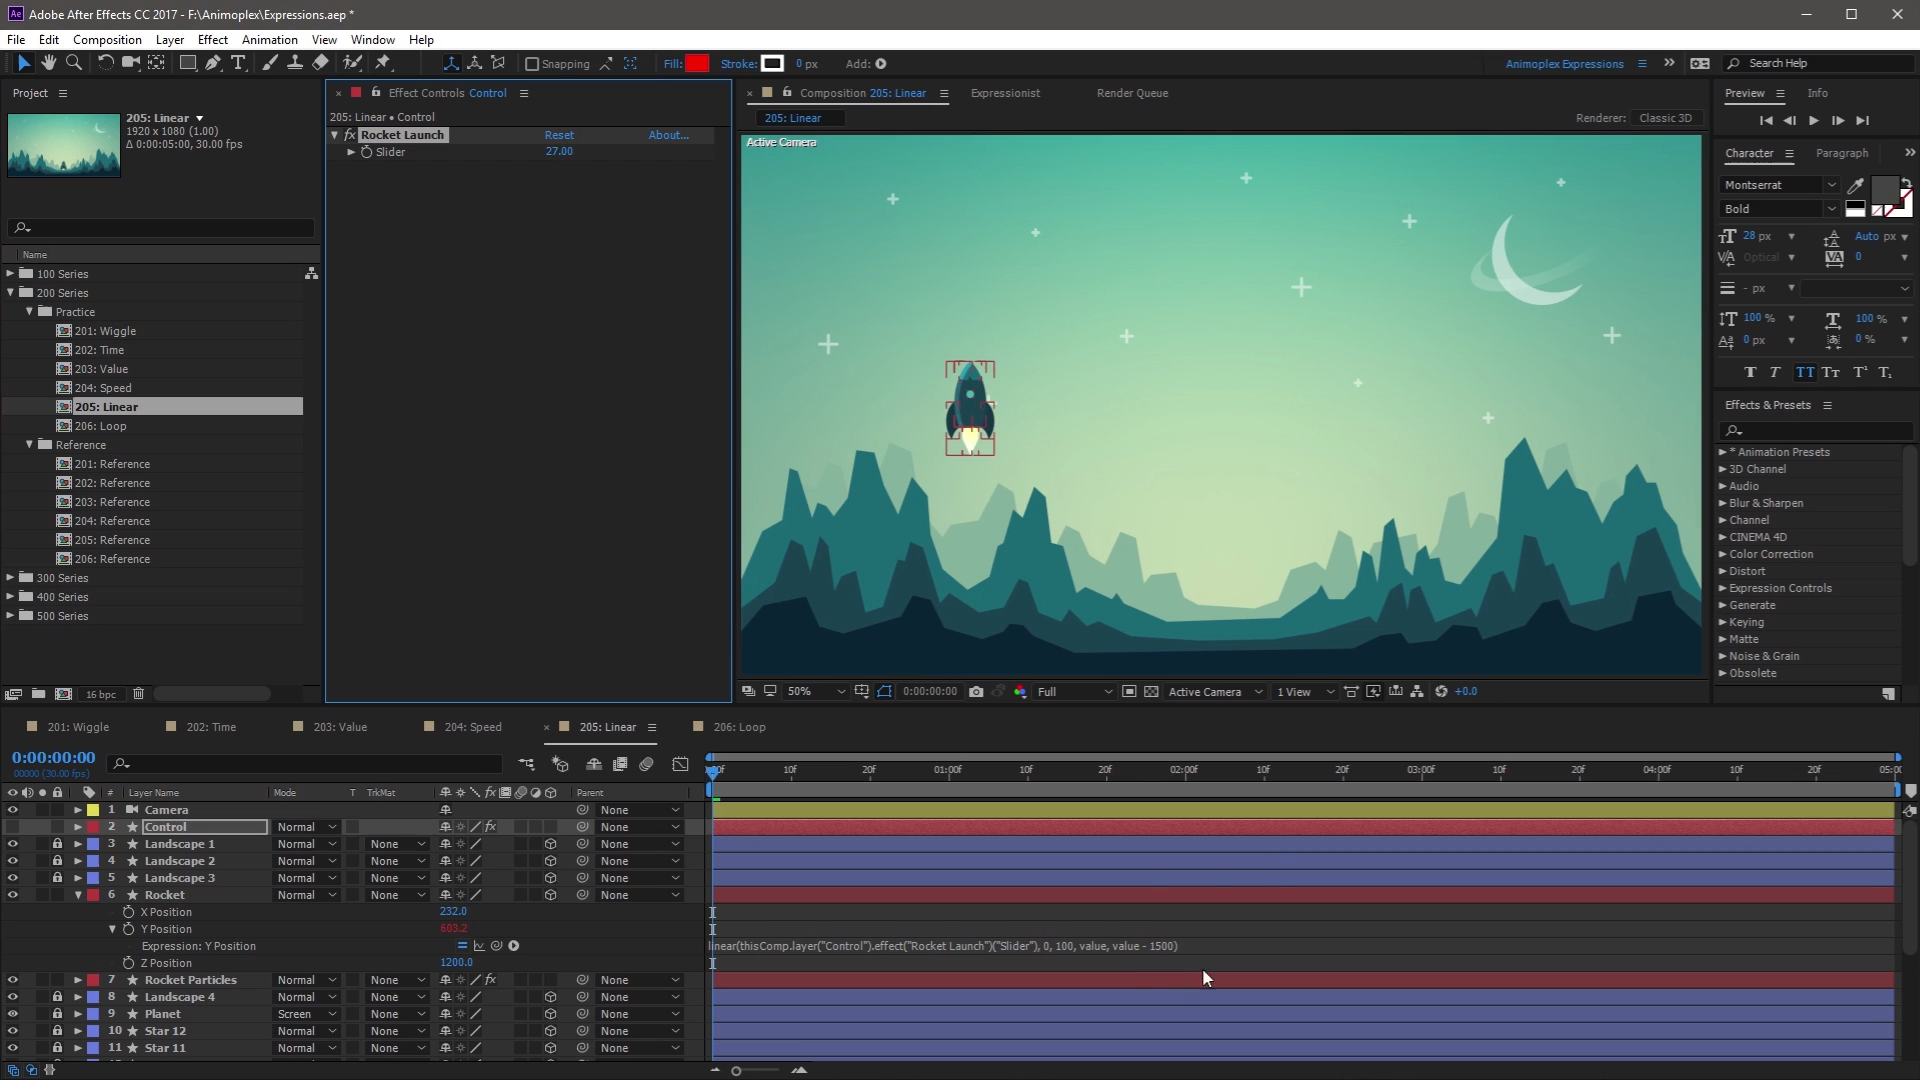 Ae Adobe After Effects CC 2017 - F:\Animoplex\Expressions.aep *
File Edit Composition Layer Effect Animation View Window Help
Snapping Fill: Stroke: 0 px Add: Animoplex Expressions Search Help
Project
205: Linear
1920 x 1080 (1.00)
Δ 0:00:05:00, 30.00 fps
Name
100 Series
200 Series
Practice
201: Wiggle
202: Time
203: Value
204: Speed
205: Linear
206: Loop
Reference
201: Reference
202: Reference
203: Reference
204: Reference
205: Reference
206: Reference
300 Series
400 Series
500 Series
16 bpc
Effect Controls Control
205: Linear • Control
fx Rocket Launch Reset About...
Slider 27.00
Composition 205: Linear Expressionist Render Queue
205: Linear Renderer: Classic 3D
Active Camera
50% 0:00:00:00 Full Active Camera 1 View +0.0
Preview Info
Character Paragraph
Montserrat
Bold
28 px Auto px
Optical 0
- px
100 % 100 %
0 px 0 %
T T TT Tt T¹ T₁
Effects & Presets
* Animation Presets
3D Channel
Audio
Blur & Sharpen
Channel
CINEMA 4D
Color Correction
Distort
Expression Controls
Generate
Keying
Matte
Noise & Grain
Obsolete
201: Wiggle 202: Time 203: Value 204: Speed 205: Linear 206: Loop
0:00:00:00
00000 (30.00 fps)
10f 20f 01:00f 10f 20f 02:00f 10f 20f 03:00f 10f 20f 04:00f 10f 20f
# Layer Name Mode T TrkMat fx Parent
1 Camera None
2 Control Normal fx None
3 Landscape 1 Normal None None
4 Landscape 2 Normal None None
5 Landscape 3 Normal None None
6 Rocket Normal None None
X Position 232.0
Y Position 603.2
Expression: Y Position linear(thisComp.layer("Control").effect("Rocket Launch")("Slider"), 0, 100, value, value - 1500)
Z Position 1200.0
7 Rocket Particles Normal None fx None
8 Landscape 4 Normal None None
9 Planet Screen None None
10 Star 12 Normal None None
11 Star 11 Normal None None